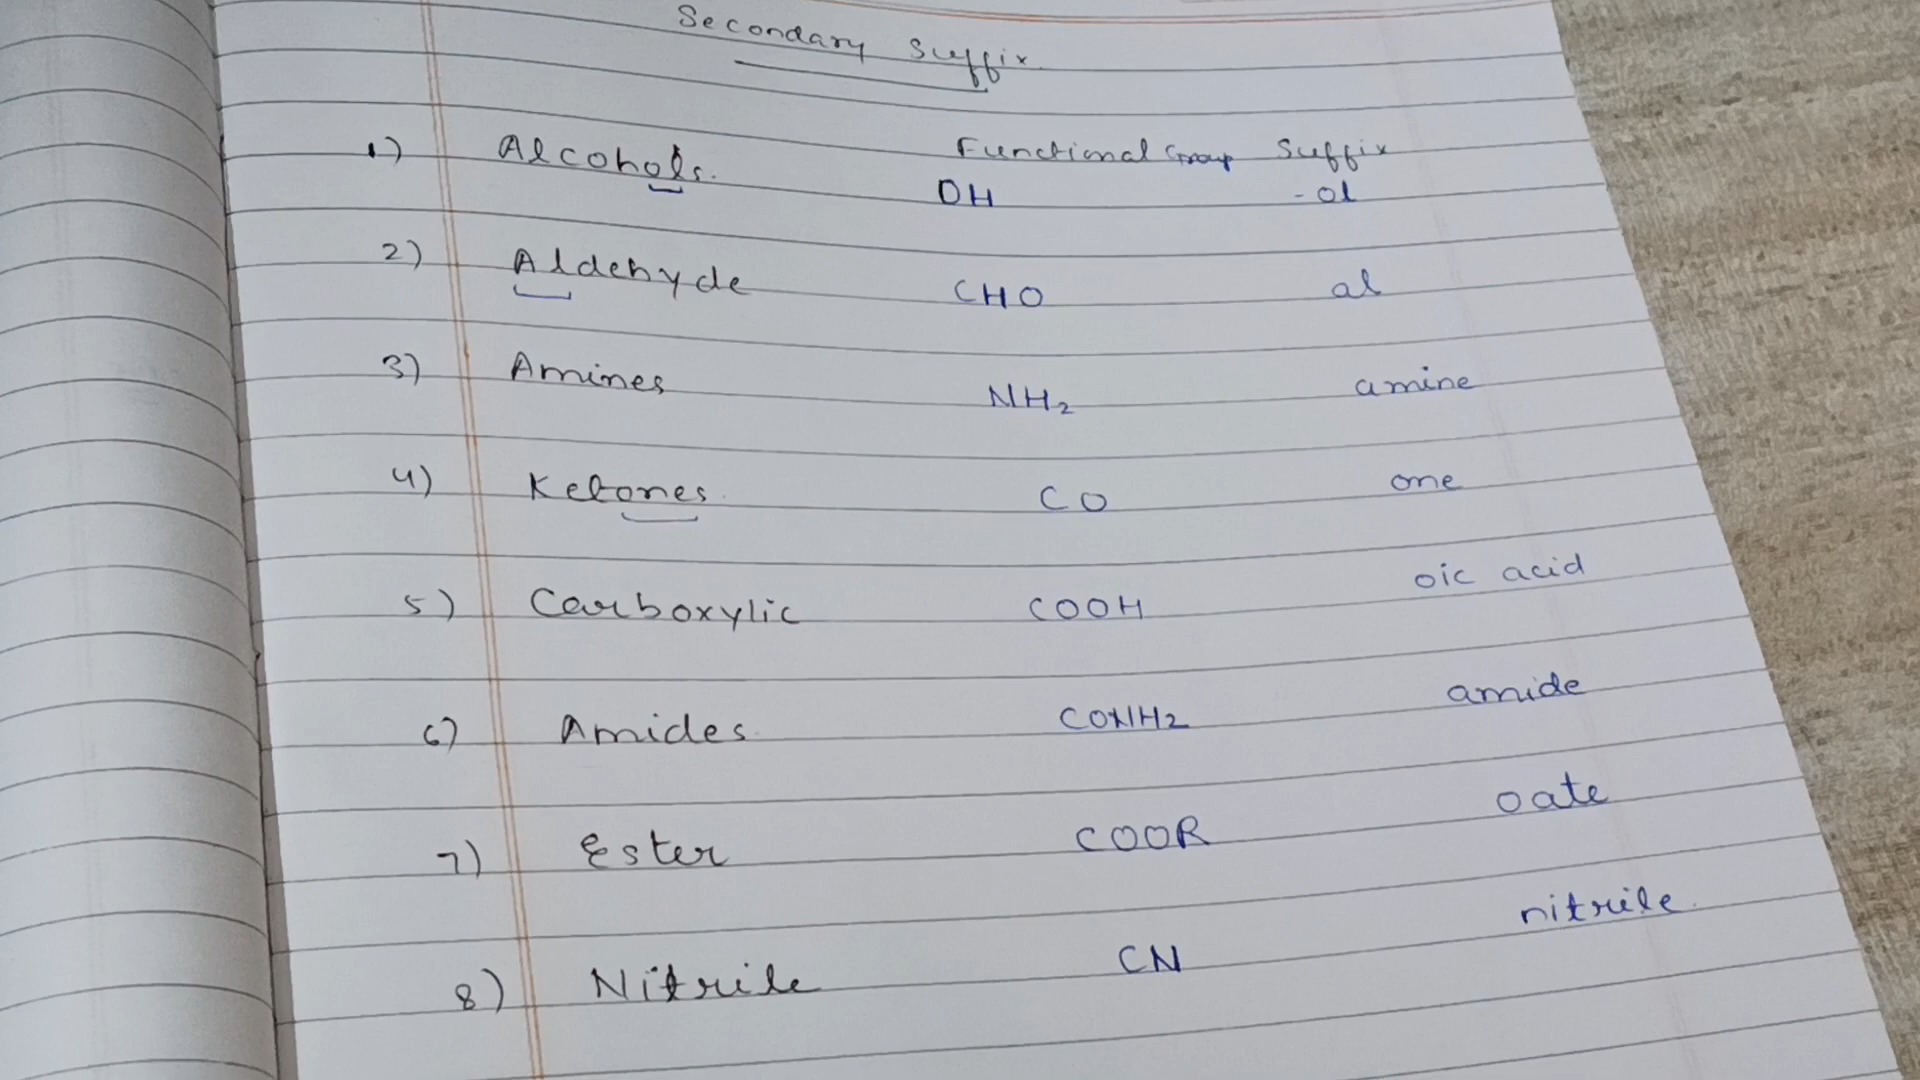 Secondary Suffix
Functional Group Suffix
1) Alcohols. OH -ol
2) Aldehyde CHO al
3) Amines NH2 amine
4) Ketones. CO one
5) Carboxylic COOH oic acid
6) Amides. CONH2 amide
7) Ester COOR oate
8) Nitrile CN nitrile.